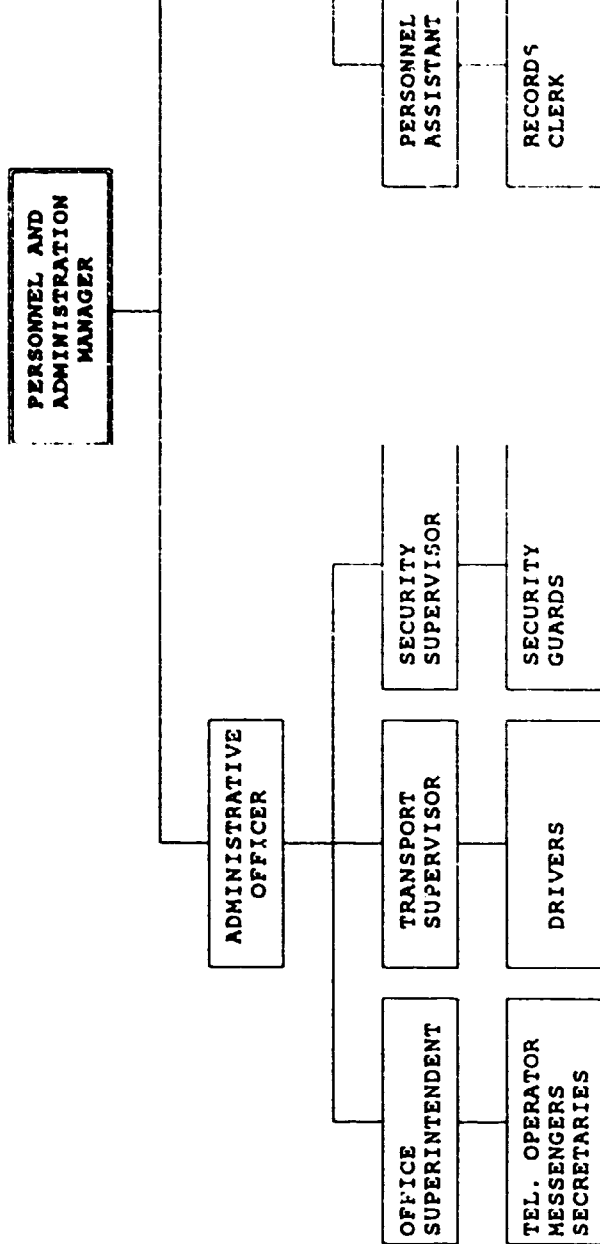 PERSONNEL AND
ADMINISTRATION
MANAGER
ADMINISTRATIVE
OFFICER
OFFICE
SUPERINTENDENT
TRANSPORT
SUPERVISOR
SECURITY
SUPERVISOR
PERSONNEL
ASSISTANT
TEL. OPERATOR
MESSENGERS
SECRETARIES
DRIVERS
SECURITY
GUARDS
RECORDS
CLERK